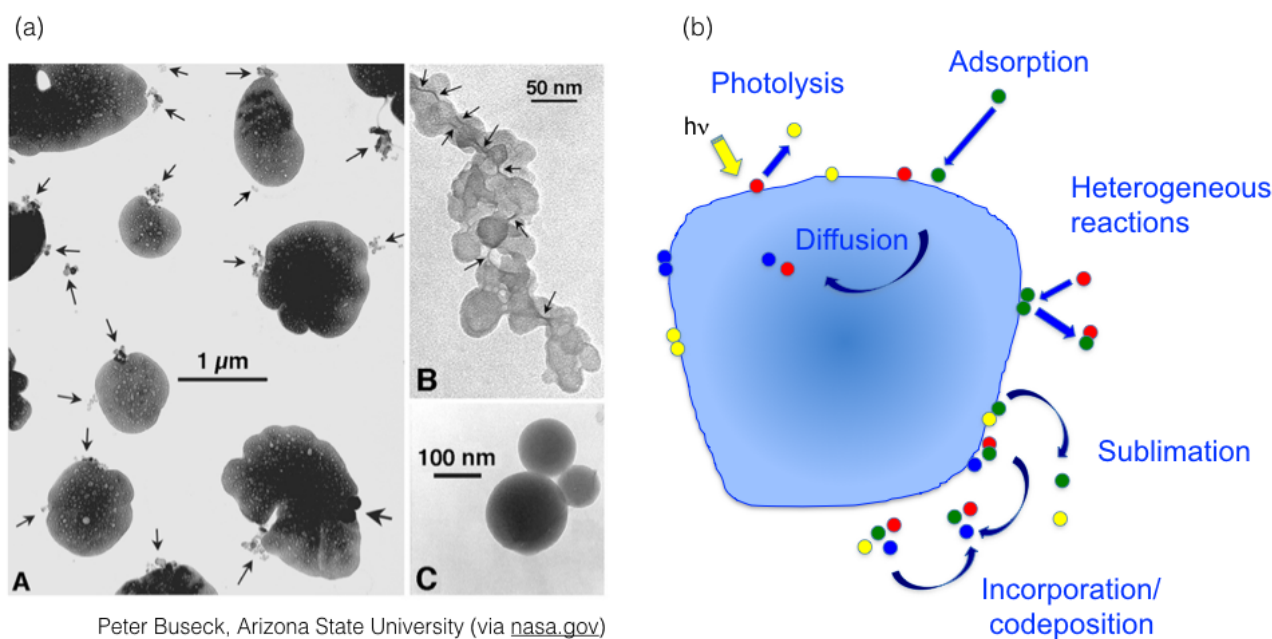 (a)
(b)
50 nm
1 µm
A
B
100 nm
C
Peter Buseck, Arizona State University (via nasa.gov)
Photolysis
Adsorption
hν
Heterogeneous
reactions
Diffusion
Sublimation
Incorporation/
codeposition